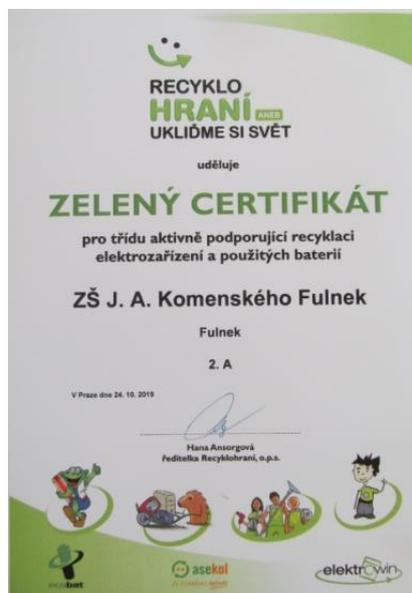 RECYKLO
HRANÍ ANEB
UKLIĎME SI SVĚT
uděluje
ZELENÝ CERTIFIKÁT
pro třídu aktivně podporující recyklaci
elektrozařízení a použitých baterií
ZŠ J. A. Komenského Fulnek
Fulnek
2. A
V Praze dne 24. 10. 2019
Hana Ansorgová
ředitelka Recyklohraní, o.p.s.
ecobat
asekol
elektrowin